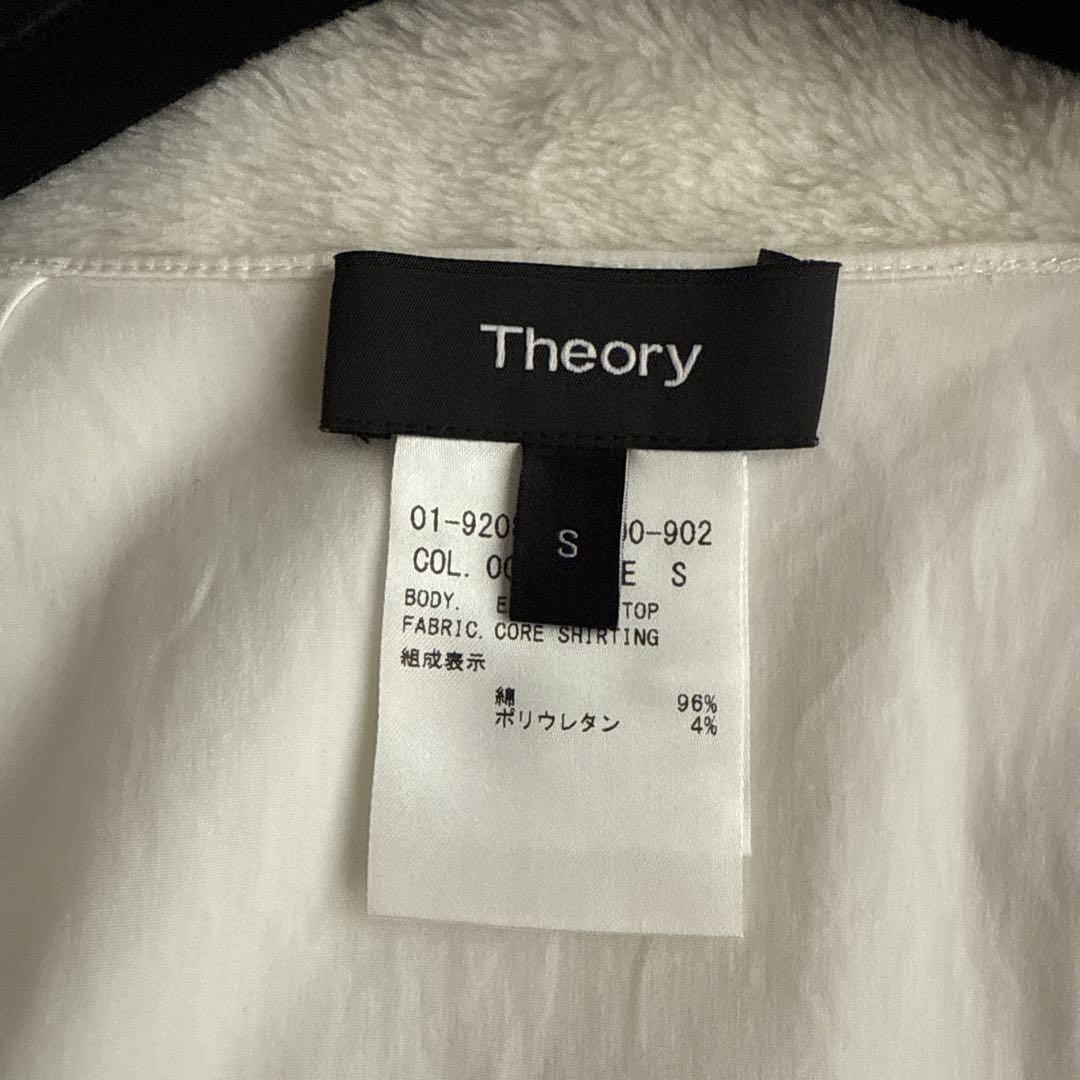 Theory
S
01-920 00-902
COL. 00 E S
BODY. E TOP
FABRIC. CORE SHIRTING
組成表示
綿 96%
ポリウレタン 4%